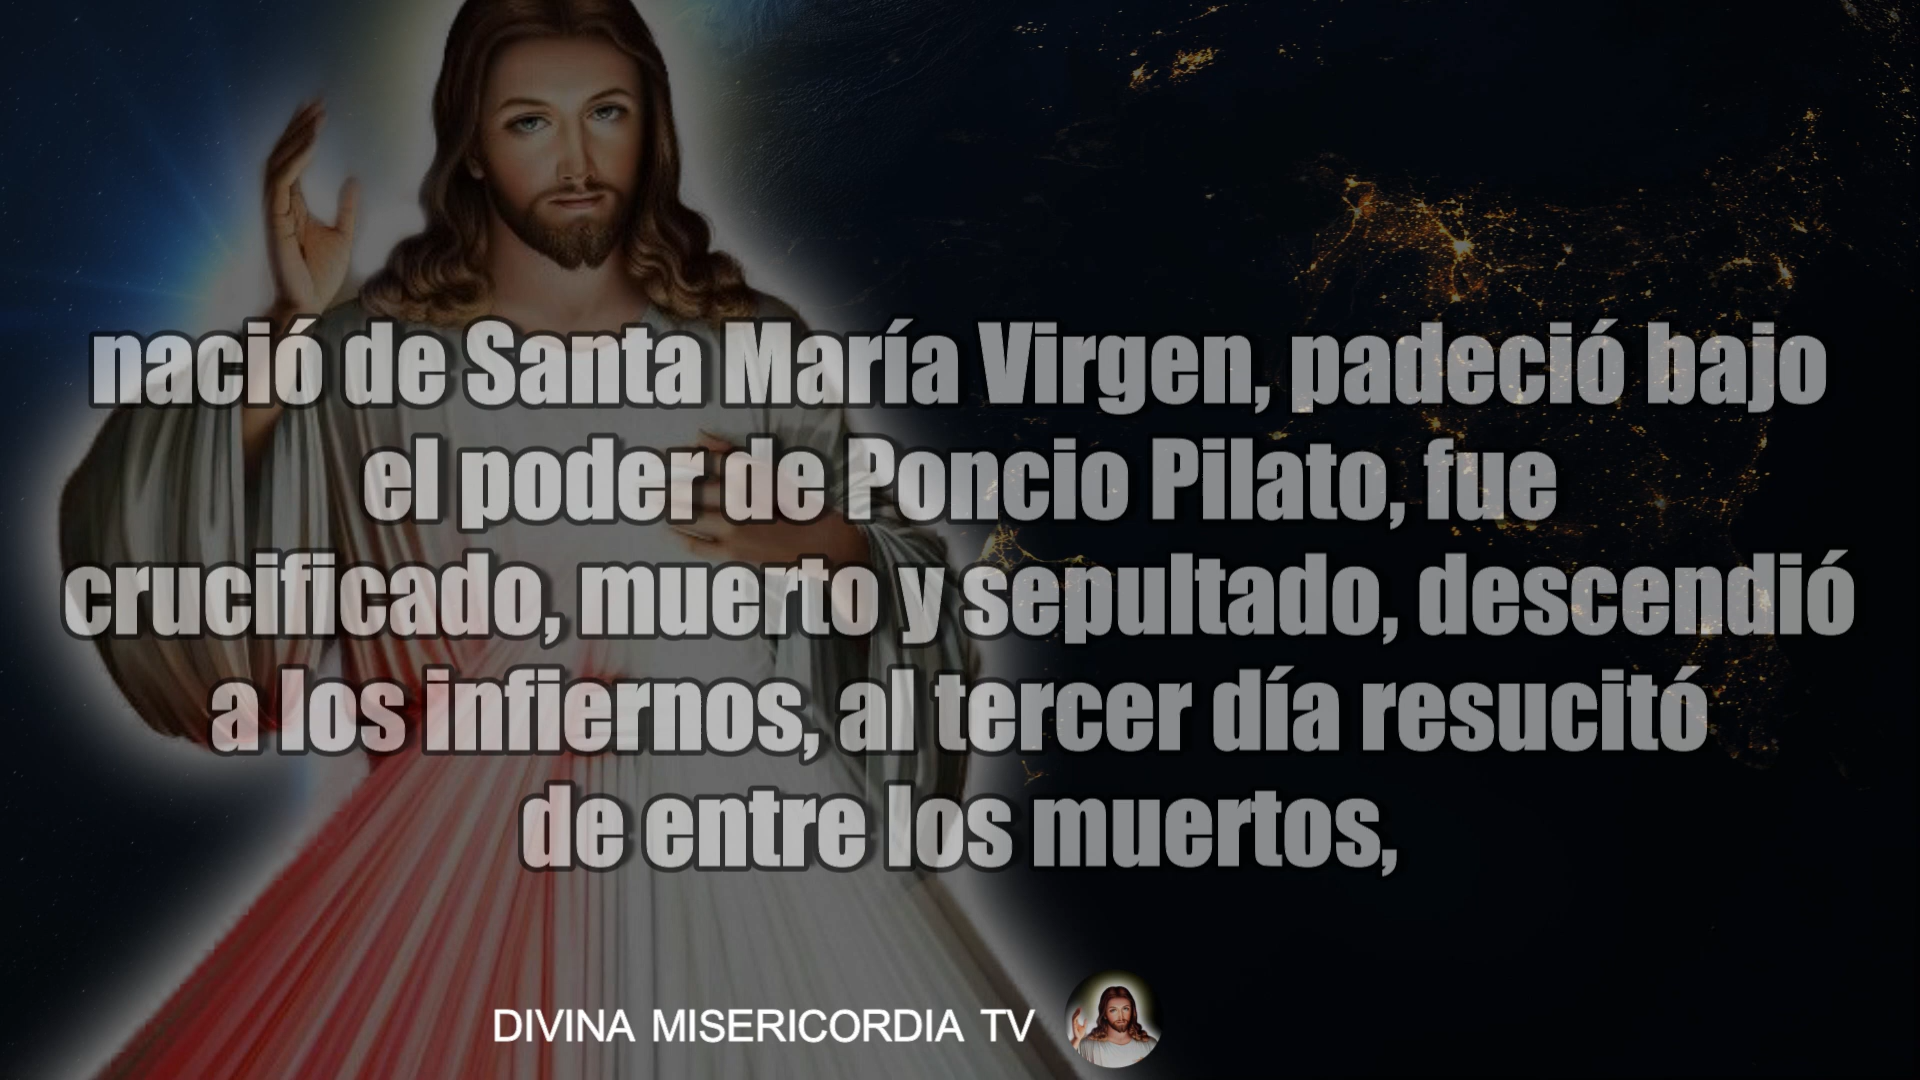 nació de Santa María Virgen, padeció bajo
el poder de Poncio Pilato, fue
crucificado, muerto y sepultado, descendió
a los infiernos, al tercer día resucitó
de entre los muertos,
DIVINA MISERICORDIA TV